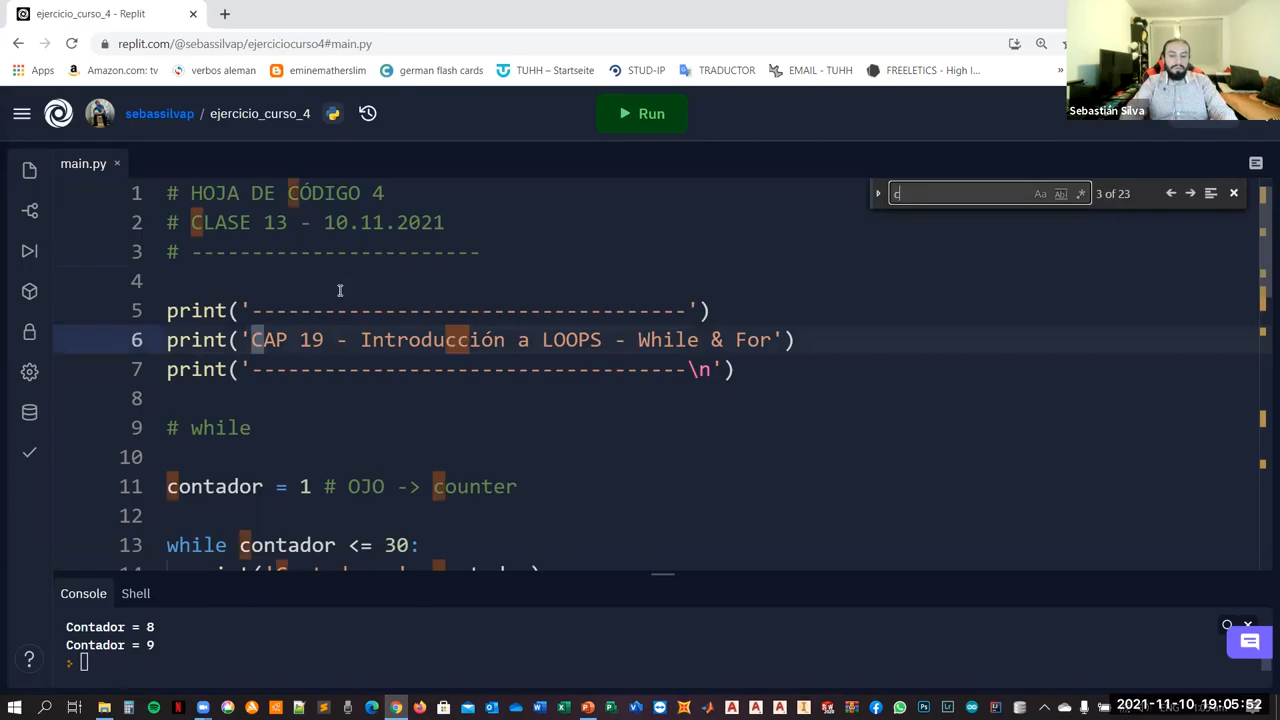 ejercicio_curso_4 - Replit
replit.com/@sebassilvap/ejerciciocurso4#main.py
Apps Amazon.com: tv verbos aleman eminematherslim german flash cards TUHH – Startseite STUD-IP TRADUCTOR EMAIL - TUHH FREELETICS - High I...
Sebastián Silva
sebassilvap / ejercicio_curso_4
Run
main.py
c
Aa Abl .* 3 of 23
1 # HOJA DE CÓDIGO 4
2 # CLASE 13 - 10.11.2021
3 # ------------------------
4
5 print('------------------------------------')
6 print('CAP 19 - Introducción a LOOPS - While & For')
7 print('------------------------------------\n')
8
9 # while
10
11 contador = 1 # OJO -> counter
12
13 while contador <= 30:
Console Shell
Contador = 8
Contador = 9
2021-11-10 19:05:52